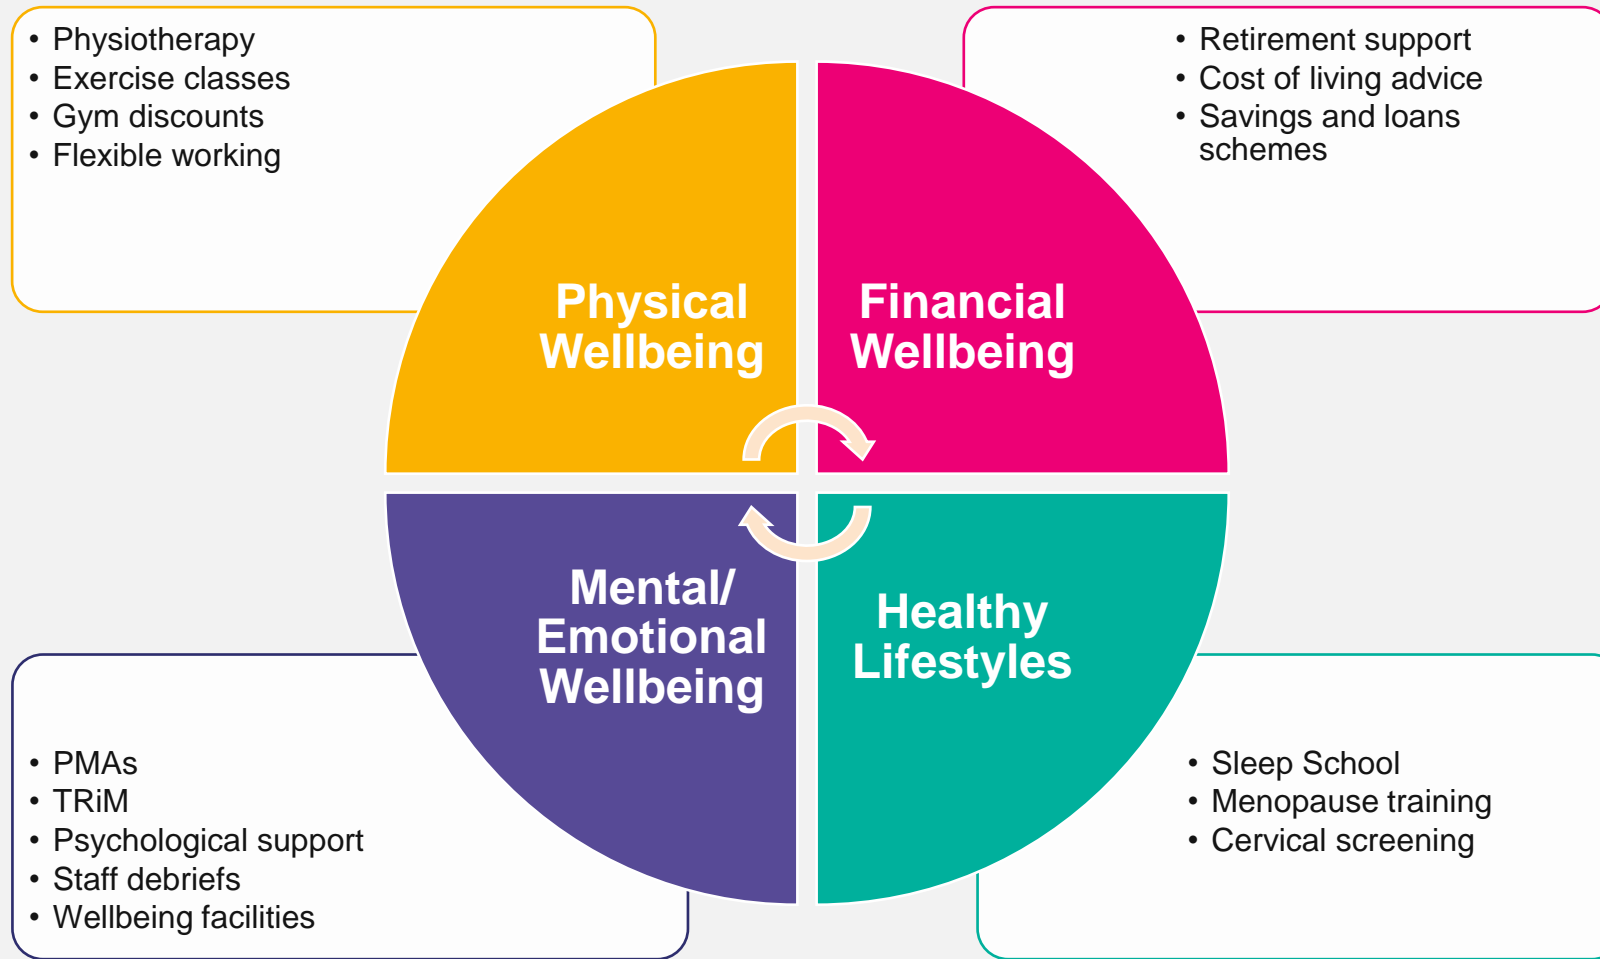 • Physiotherapy
• Exercise classes
• Gym discounts
• Flexible working
• Retirement support
• Cost of living advice
• Savings and loans
schemes
Physical
Wellbeing
Financial
Wellbeing
Mental/
Emotional
Wellbeing
Healthy
Lifestyles
• PMAs
• TRiM
• Psychological support
• Staff debriefs
• Wellbeing facilities
• Sleep School
• Menopause training
• Cervical screening